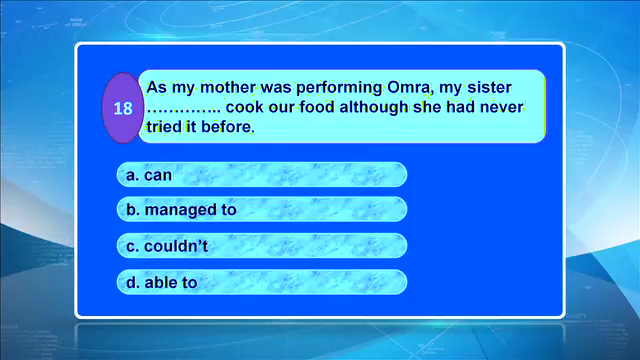 18
As my mother was performing Omra, my sister
………….. cook our food although she had never
tried it before.
a. can
b. managed to
c. couldn't
d. able to